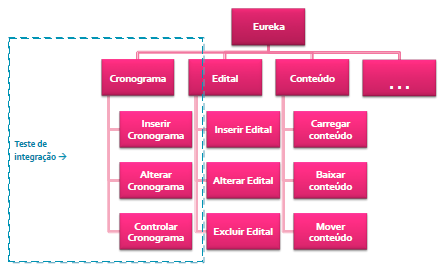 Eureka
Cronograma
Edital
Conteúdo
...
Inserir
Cronograma
Inserir Edital
Carregar
conteúdo
Teste de
integração →
Alterar
Cronograma
Alterar Edital
Baixar
conteúdo
Controlar
Cronograma
Excluir Edital
Mover
conteúdo